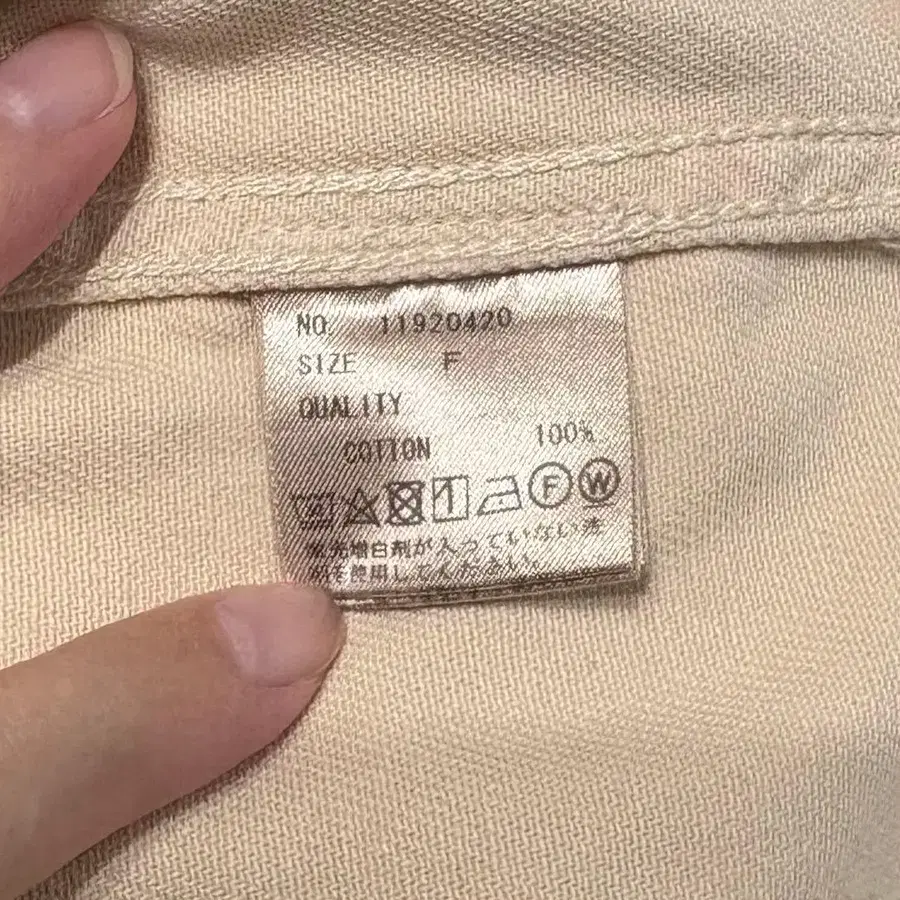 NO. 11920420
SIZE F
QUALITY
COTTON 100%
F W
蛍光増白剤が入っていない洗
剤を使用してください。